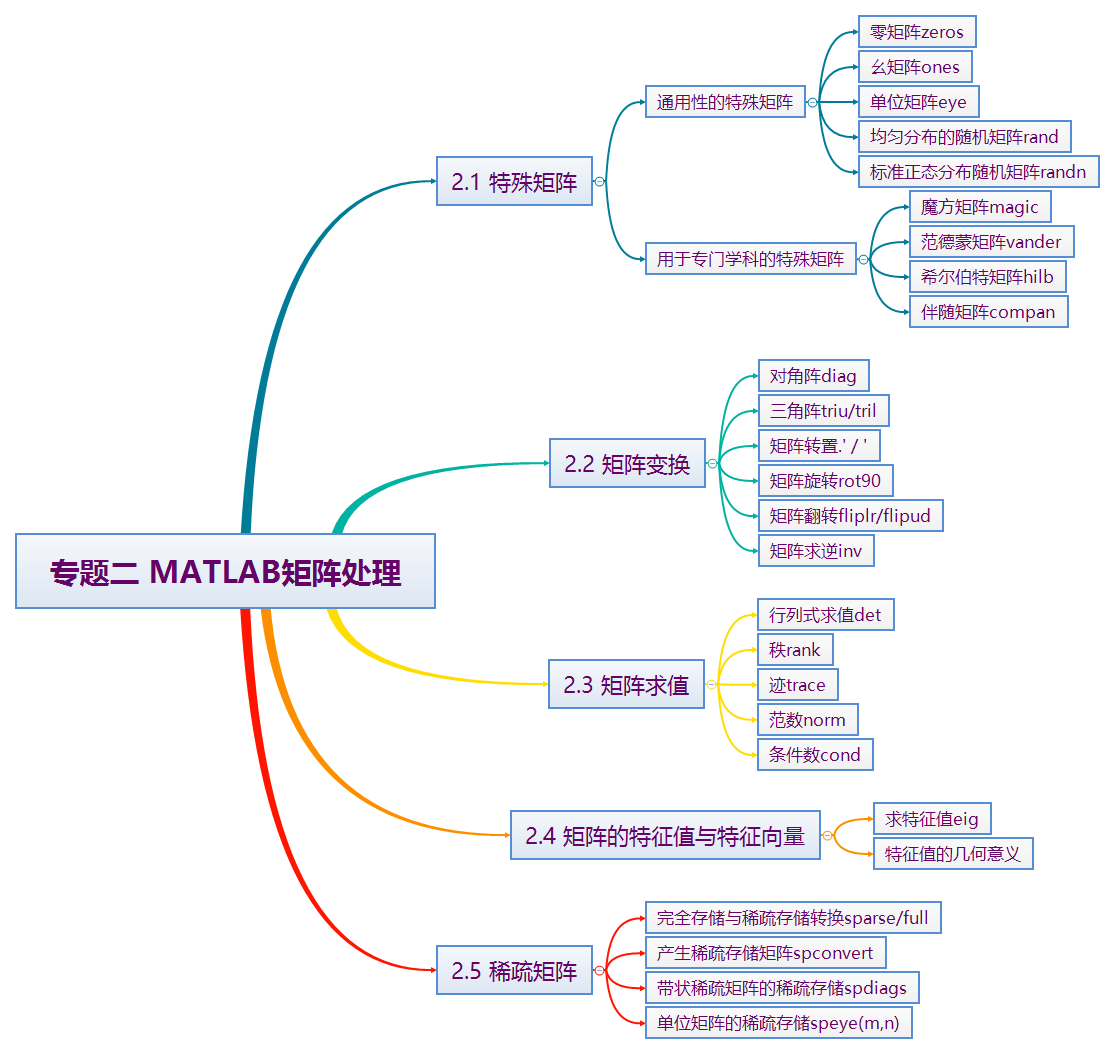 专题二 MATLAB矩阵处理
2.1 特殊矩阵
通用性的特殊矩阵
零矩阵zeros
幺矩阵ones
单位矩阵eye
均匀分布的随机矩阵rand
标准正态分布随机矩阵randn
用于专门学科的特殊矩阵
魔方矩阵magic
范德蒙矩阵vander
希尔伯特矩阵hilb
伴随矩阵compan
2.2 矩阵变换
对角阵diag
三角阵triu/tril
矩阵转置.' / '
矩阵旋转rot90
矩阵翻转fliplr/flipud
矩阵求逆inv
2.3 矩阵求值
行列式求值det
秩rank
迹trace
范数norm
条件数cond
2.4 矩阵的特征值与特征向量
求特征值eig
特征值的几何意义
2.5 稀疏矩阵
完全存储与稀疏存储转换sparse/full
产生稀疏存储矩阵spconvert
带状稀疏矩阵的稀疏存储spdiags
单位矩阵的稀疏存储speye(m,n)